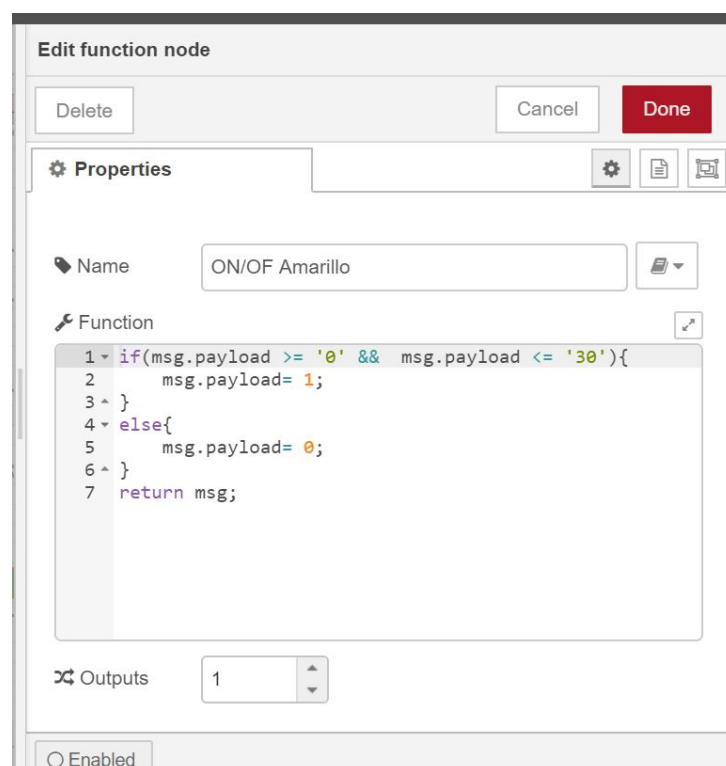 Edit function node
Delete Cancel Done
Properties
Name ON/OF Amarillo
Function
1 if(msg.payload >= '0' &&  msg.payload <= '30'){
2     msg.payload= 1;
3 }
4 else{
5     msg.payload= 0;
6 }
7 return msg;
Outputs 1
Enabled